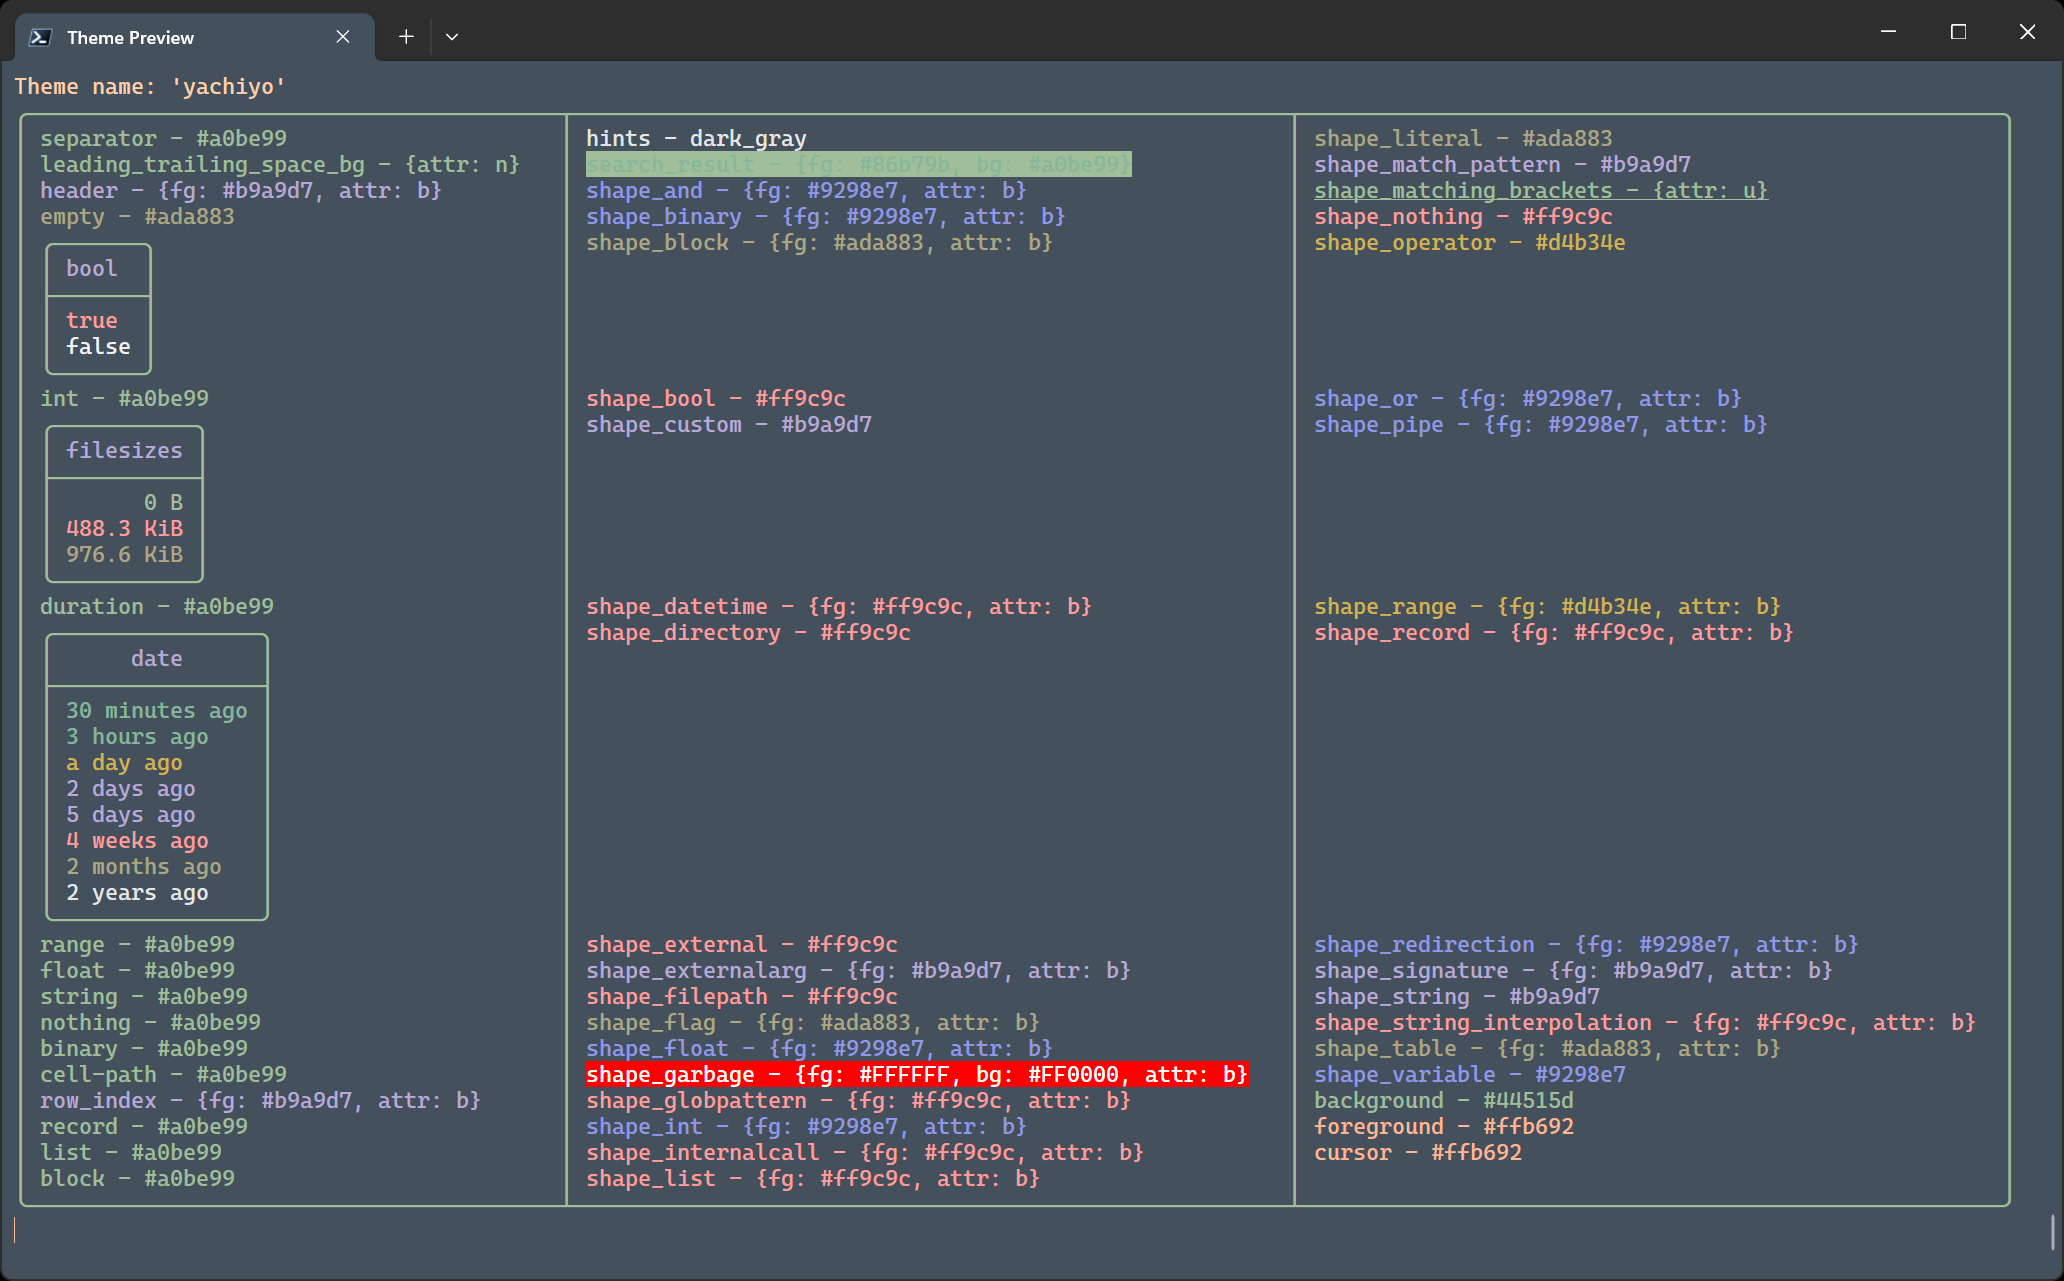 Theme Preview
Theme name: 'yachiyo'
separator - #a0be99
leading_trailing_space_bg - {attr: n}
header - {fg: #b9a9d7, attr: b}
empty - #ada883
bool
true
false
int - #a0be99
filesizes
0 B
488.3 KiB
976.6 KiB
duration - #a0be99
date
30 minutes ago
3 hours ago
a day ago
2 days ago
5 days ago
4 weeks ago
2 months ago
2 years ago
range - #a0be99
float - #a0be99
string - #a0be99
nothing - #a0be99
binary - #a0be99
cell-path - #a0be99
row_index - {fg: #b9a9d7, attr: b}
record - #a0be99
list - #a0be99
block - #a0be99
hints - dark_gray
search_result - {fg: #86b79b, bg: #a0be99}
shape_and - {fg: #9298e7, attr: b}
shape_binary - {fg: #9298e7, attr: b}
shape_block - {fg: #ada883, attr: b}
shape_bool - #ff9c9c
shape_custom - #b9a9d7
shape_datetime - {fg: #ff9c9c, attr: b}
shape_directory - #ff9c9c
shape_external - #ff9c9c
shape_externalarg - {fg: #b9a9d7, attr: b}
shape_filepath - #ff9c9c
shape_flag - {fg: #ada883, attr: b}
shape_float - {fg: #9298e7, attr: b}
shape_garbage - {fg: #FFFFFF, bg: #FF0000, attr: b}
shape_globpattern - {fg: #ff9c9c, attr: b}
shape_int - {fg: #9298e7, attr: b}
shape_internalcall - {fg: #ff9c9c, attr: b}
shape_list - {fg: #ff9c9c, attr: b}
shape_literal - #ada883
shape_match_pattern - #b9a9d7
shape_matching_brackets - {attr: u}
shape_nothing - #ff9c9c
shape_operator - #d4b34e
shape_or - {fg: #9298e7, attr: b}
shape_pipe - {fg: #9298e7, attr: b}
shape_range - {fg: #d4b34e, attr: b}
shape_record - {fg: #ff9c9c, attr: b}
shape_redirection - {fg: #9298e7, attr: b}
shape_signature - {fg: #b9a9d7, attr: b}
shape_string - #b9a9d7
shape_string_interpolation - {fg: #ff9c9c, attr: b}
shape_table - {fg: #ada883, attr: b}
shape_variable - #9298e7
background - #44515d
foreground - #ffb692
cursor - #ffb692